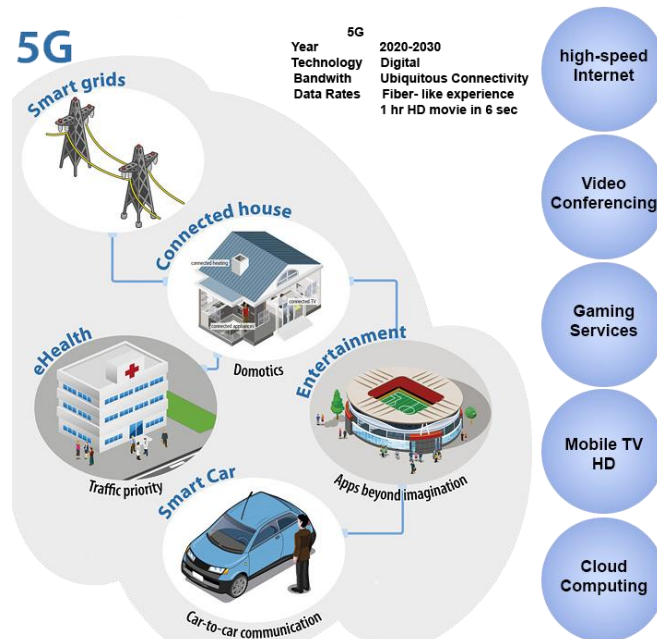 5G
5G
Year 2020-2030
Technology Digital
Bandwith Ubiquitous Connectivity
Data Rates Fiber- like experience
1 hr HD movie in 6 sec
Smart grids
Connected house
connected heating
connected TV
connected appliances
Domotics
eHealth
Traffic priority
Entertainment
Apps beyond imagination
Smart Car
Car-to-car communication
high-speed
Internet
Video
Conferencing
Gaming
Services
Mobile TV
HD
Cloud
Computing